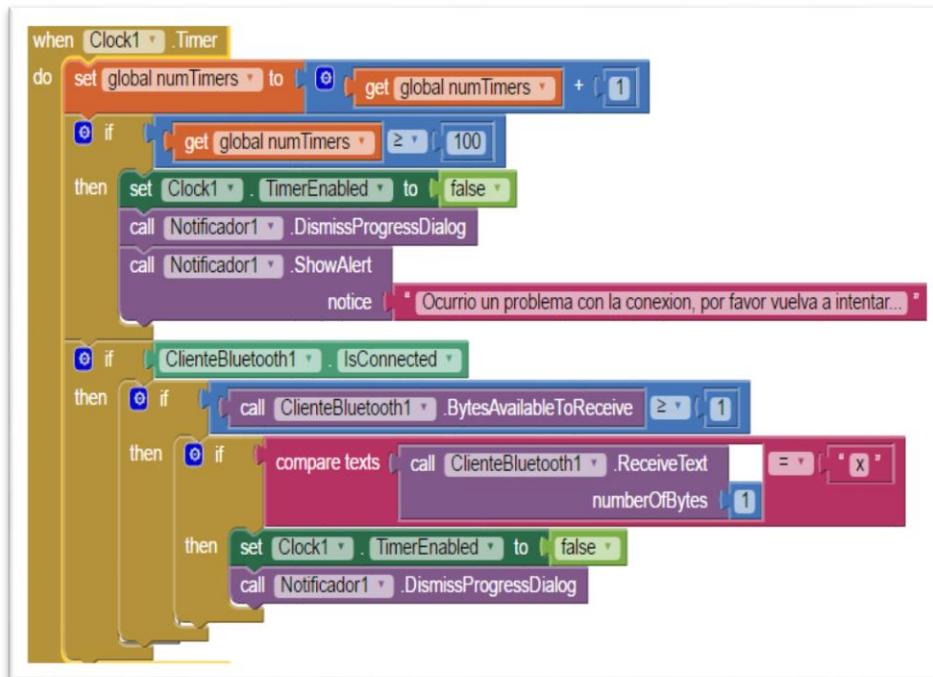 when Clock1 .Timer
do set global numTimers to get global numTimers + 1
if get global numTimers ≥ 100
then set Clock1 . TimerEnabled to false
call Notificador1 .DismissProgressDialog
call Notificador1 .ShowAlert
notice " Ocurrio un problema con la conexion, por favor vuelva a intentar... "
if ClienteBluetooth1 . IsConnected
then if call ClienteBluetooth1 .BytesAvailableToReceive ≥ 1
then if compare texts call ClienteBluetooth1 .ReceiveText = " x "
numberOfBytes 1
then set Clock1 . TimerEnabled to false
call Notificador1 .DismissProgressDialog